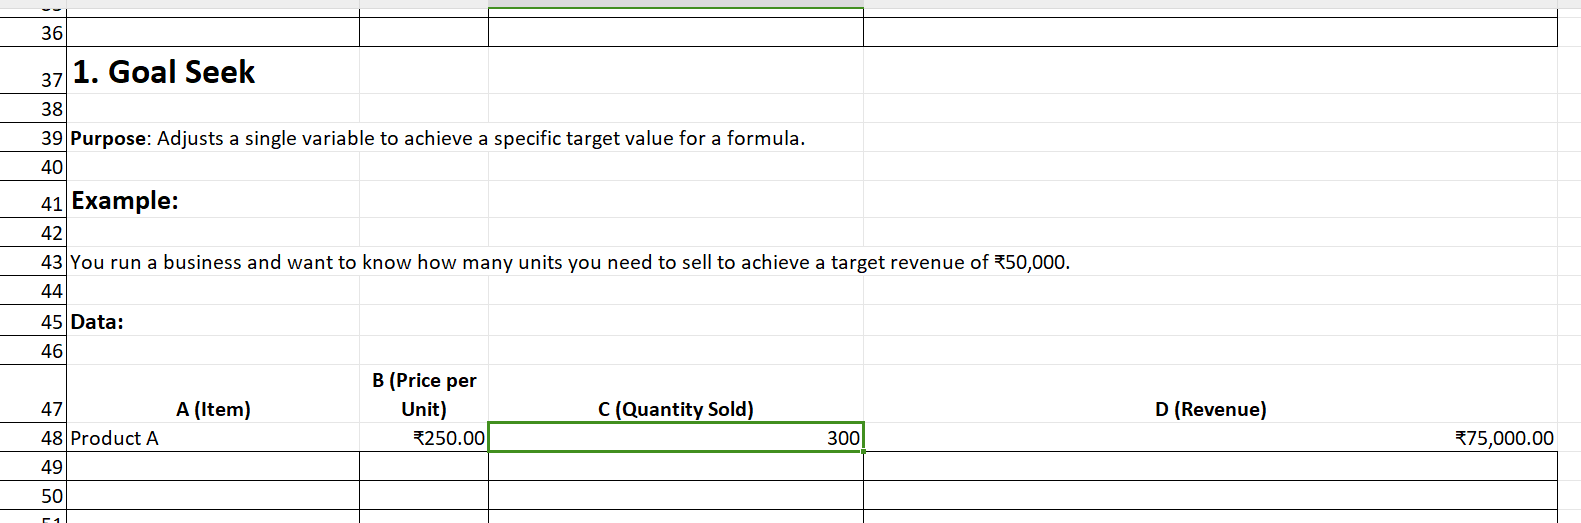 36
37 1. Goal Seek
38
39 Purpose: Adjusts a single variable to achieve a specific target value for a formula.
40
41 Example:
42
43 You run a business and want to know how many units you need to sell to achieve a target revenue of ₹50,000.
44
45 Data:
46
47 A (Item) B (Price per Unit) C (Quantity Sold) D (Revenue)
48 Product A ₹250.00 300 ₹75,000.00
49
50